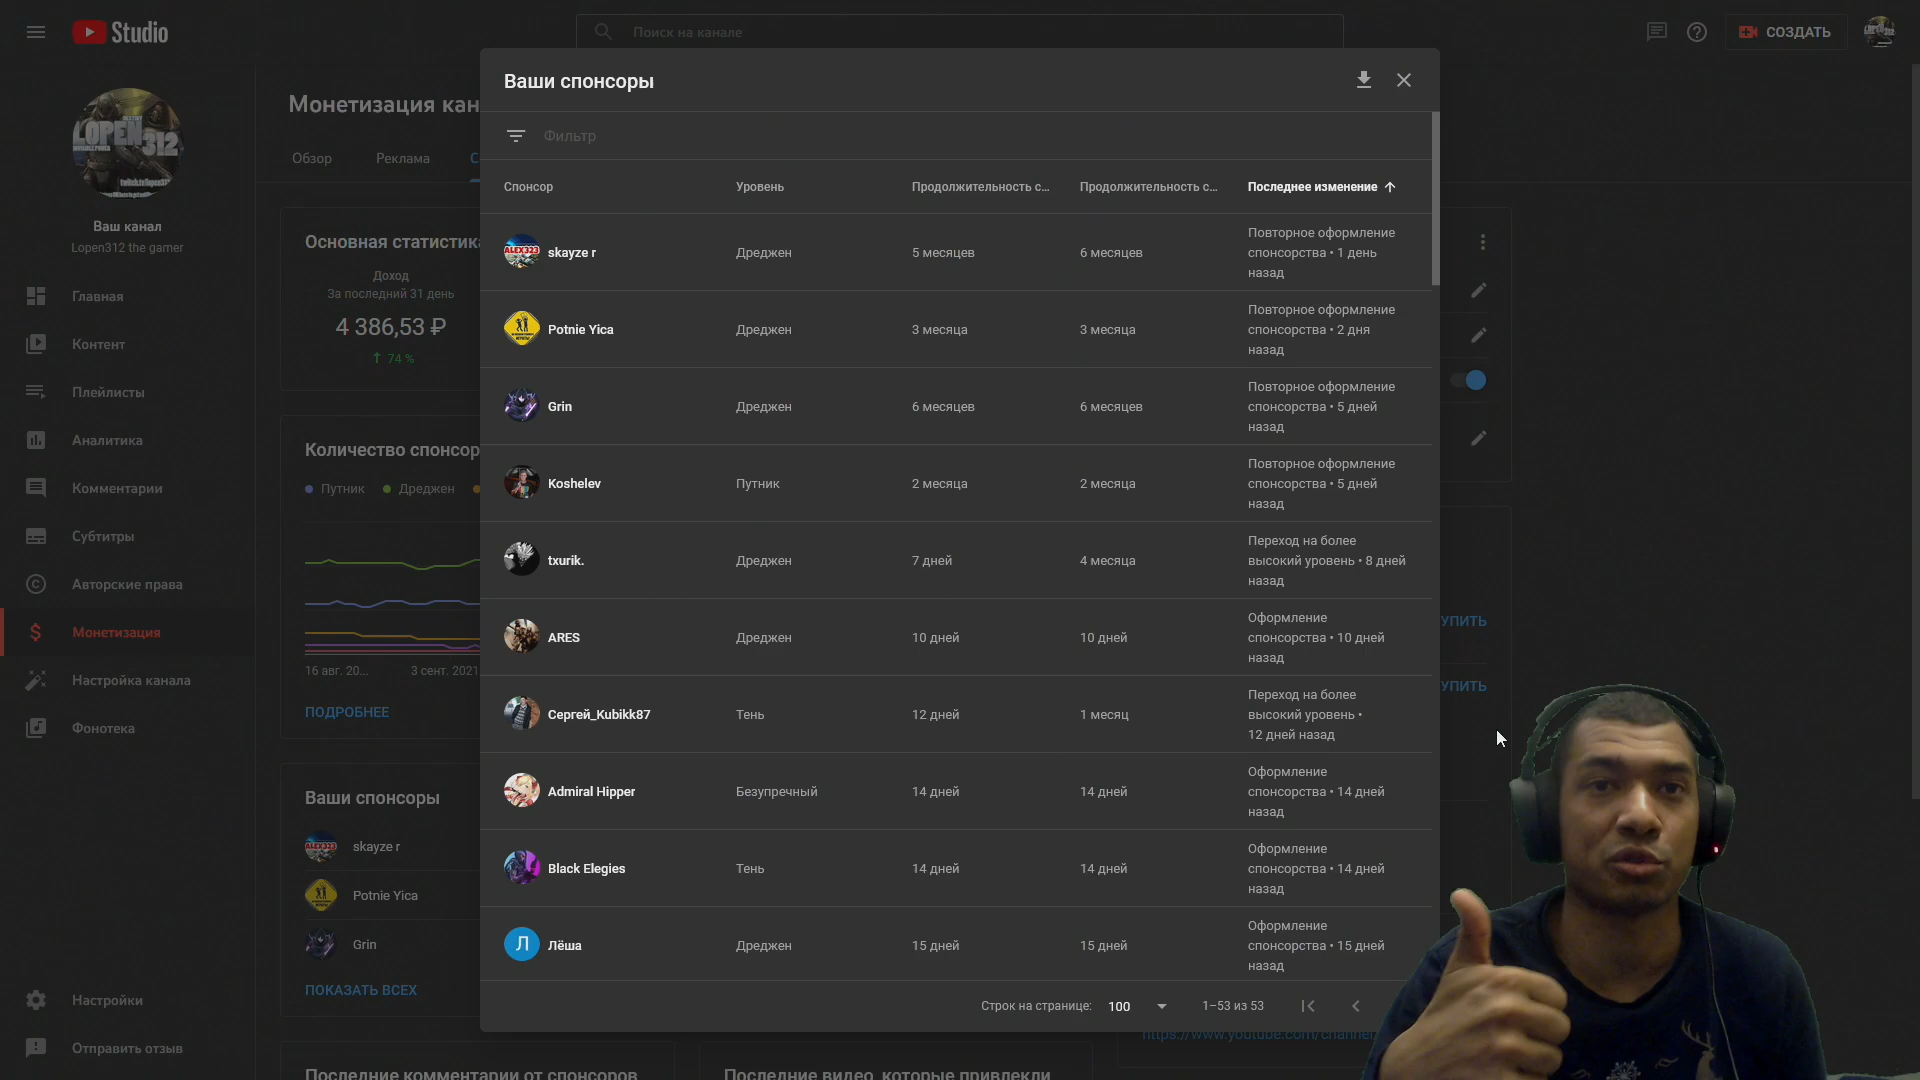 Studio
Поиск на канале
СОЗДАТЬ
LOPEN 312
Ваш канал
Lopen312 the gamer
Главная
Контент
Плейлисты
Аналитика
Комментарии
Субтитры
Авторские права
Монетизация
Настройка канала
Фонотека
Настройки
Отправить отзыв
Монетизация кан
Обзор
Реклама
С
Основная статистика
Доход
За последний 31 день
4 386,53 ₽
74 %
Количество спонсор
Путник
Дреджен
16 авг. 20...
3 сент. 2021
ПОДРОБНЕЕ
Ваши спонсоры
skayze r
Potnie Yica
Grin
ПОКАЗАТЬ ВСЕХ
Последние комментарии от спонсоров
Последние видео, которые привлекли
Ваши спонсоры
Фильтр
Спонсор
Уровень
Продолжительность с...
Продолжительность с...
Последнее изменение
ALEX323
skayze r
Дреджен
5 месяцев
6 месяцев
Повторное оформление
спонсорства • 1 день
назад
Potnie Yica
Дреджен
3 месяца
3 месяца
Повторное оформление
спонсорства • 2 дня
назад
Grin
Дреджен
6 месяцев
6 месяцев
Повторное оформление
спонсорства • 5 дней
назад
Koshelev
Путник
2 месяца
2 месяца
Повторное оформление
спонсорства • 5 дней
назад
txurik.
Дреджен
7 дней
4 месяца
Переход на более
высокий уровень • 8 дней
назад
ARES
Дреджен
10 дней
10 дней
Оформление
спонсорства • 10 дней
назад
Сергей_Kubikk87
Тень
12 дней
1 месяц
Переход на более
высокий уровень •
12 дней назад
Admiral Hipper
Безупречный
14 дней
14 дней
Оформление
спонсорства • 14 дней
назад
Black Elegies
Тень
14 дней
14 дней
Оформление
спонсорства • 14 дней
назад
Л
Лёша
Дреджен
15 дней
15 дней
Оформление
спонсорства • 15 дней
назад
Строк на странице:
100
1–53 из 53
УПИТЬ
УПИТЬ
https://www.youtube.com/channel